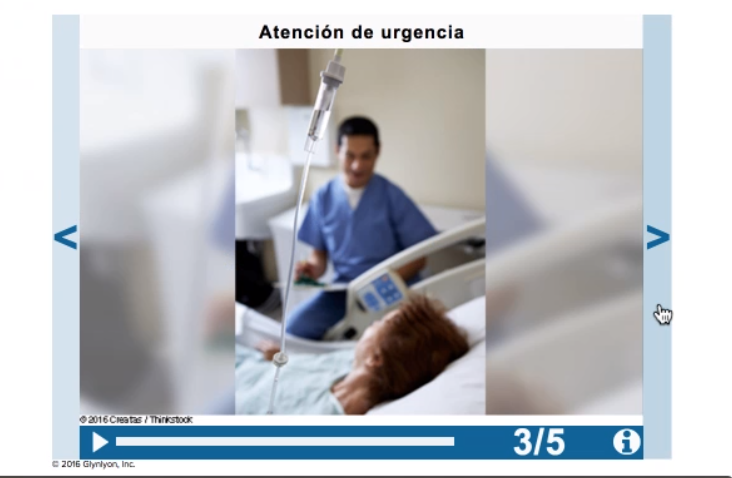 Atención de urgencia
<
>
© 2016 Creatas / Thinkstock
3/5
i
© 2016 Glynlyon, Inc.